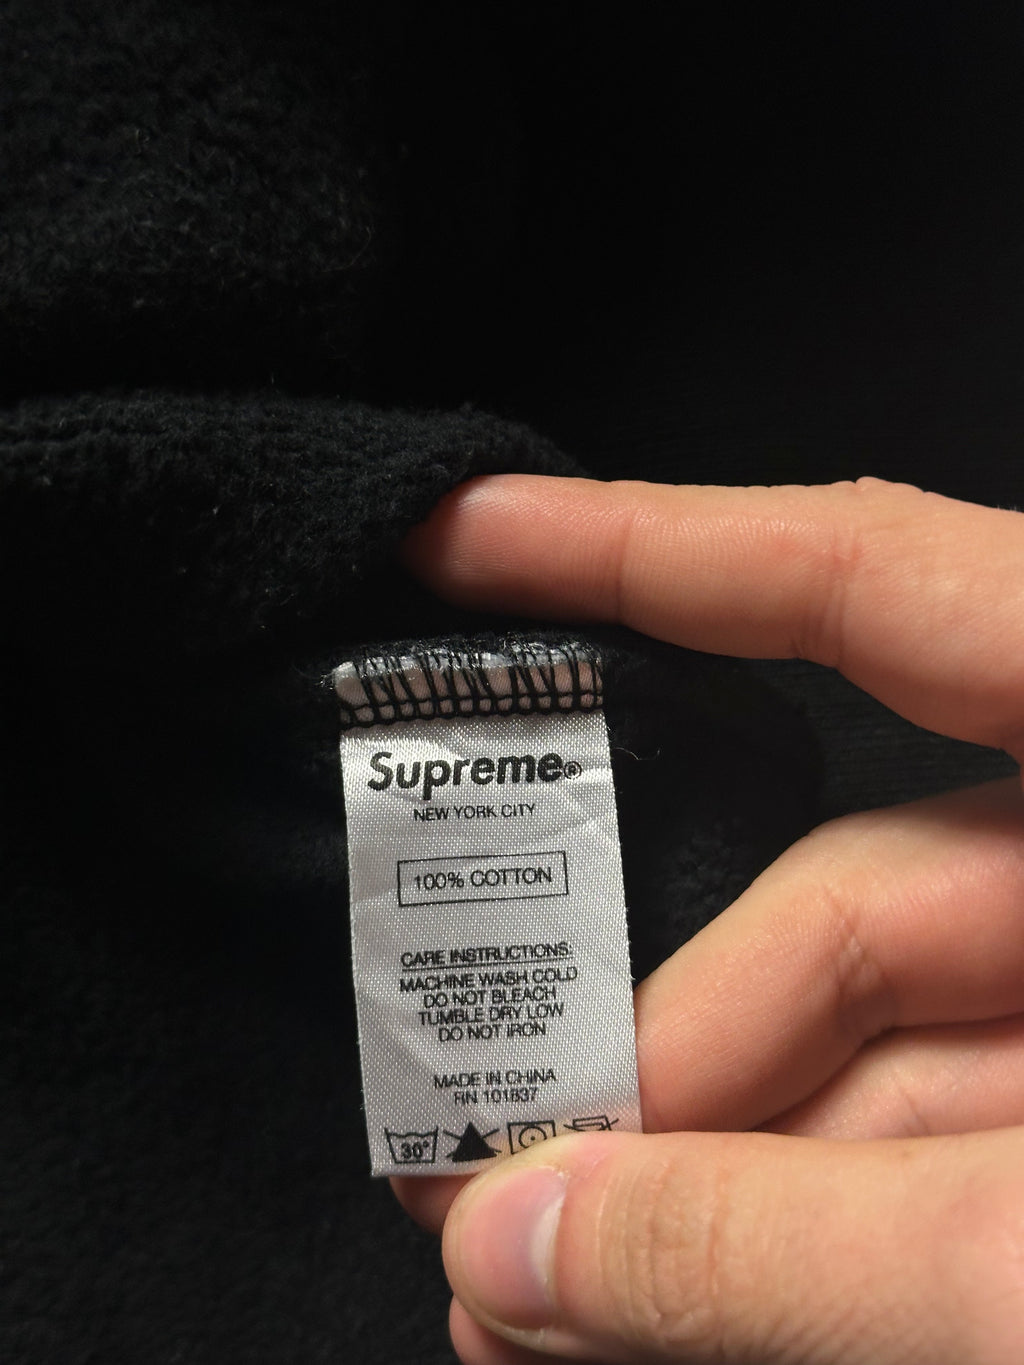 Supreme®
NEW YORK CITY
100% COTTON
CARE INSTRUCTIONS:
MACHINE WASH COLD
DO NOT BLEACH
TUMBLE DRY LOW
DO NOT IRON
MADE IN CHINA
RN 101837
30°